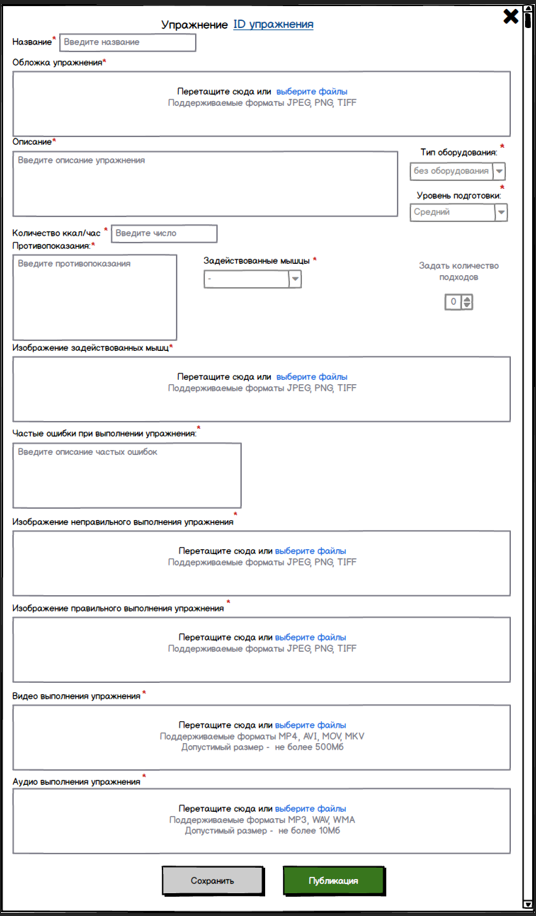 Упражнение ID упражнения
Название*
Введите название
Обложка упражнения*
Перетащите сюда или выберите файлы
Поддерживаемые форматы JPEG, PNG, TIFF
Описание*
Введите описание упражнения
Тип оборудования: *
без оборудования
Уровень подготовки: *
Средний
Количество ккал/час *
Введите число
Противопоказания:*
Введите противопоказания
Задействованные мышцы *
-
Задать количество
подходов
0
Изображение задействованных мышц*
Перетащите сюда или выберите файлы
Поддерживаемые форматы JPEG, PNG, TIFF
Частые ошибки при выполнении упражнения:*
Введите описание частых ошибок
Изображение неправильного выполнения упражнения*
Перетащите сюда или выберите файлы
Поддерживаемые форматы JPEG, PNG, TIFF
Изображение правильного выполнения упражнения *
Перетащите сюда или выберите файлы
Поддерживаемые форматы JPEG, PNG, TIFF
Видео выполнения упражнения *
Перетащите сюда или выберите файлы
Поддерживаемые форматы MP4, AVI, MOV, MKV
Допустимый размер - не более 500Мб
Аудио выполнения упражнения *
Перетащите сюда или выберите файлы
Поддерживаемые форматы MP3, WAV, WMA
Допустимый размер - не более 10Мб
Сохранить
Публикация